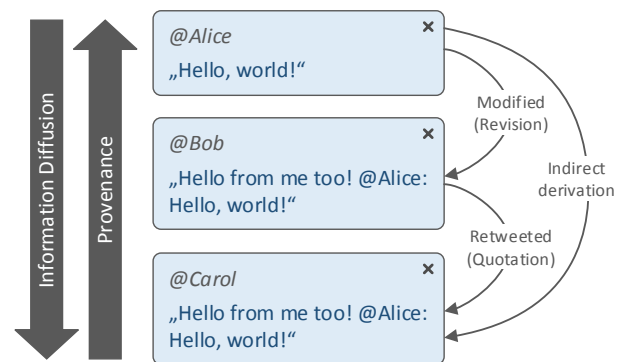 Information Diffusion
Provenance
@Alice
„Hello, world!“
Modified
(Revision)
@Bob
„Hello from me too! @Alice:
Hello, world!“
Indirect
derivation
Retweeted
(Quotation)
@Carol
„Hello from me too! @Alice:
Hello, world!“